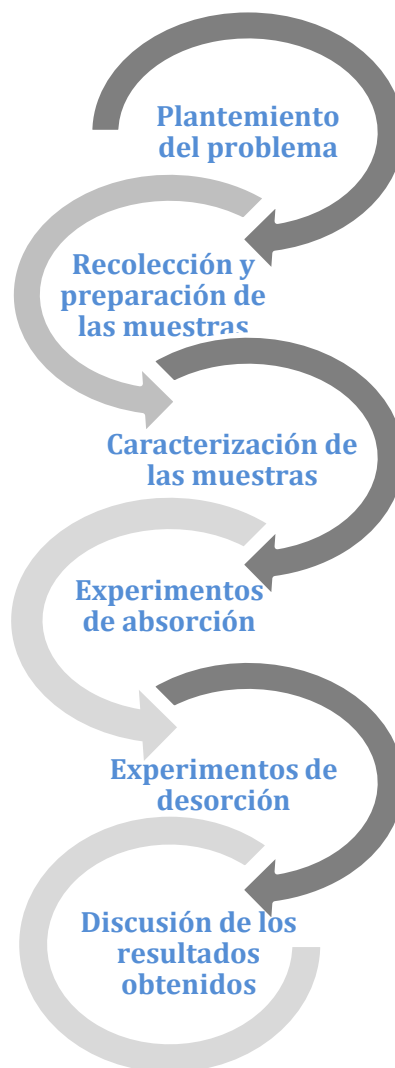 Plantemiento
del problema
Recolección y
preparación de
las muestras
Caracterización de
las muestras
Experimentos
de absorción
Experimentos de
desorción
Discusión de los
resultados
obtenidos